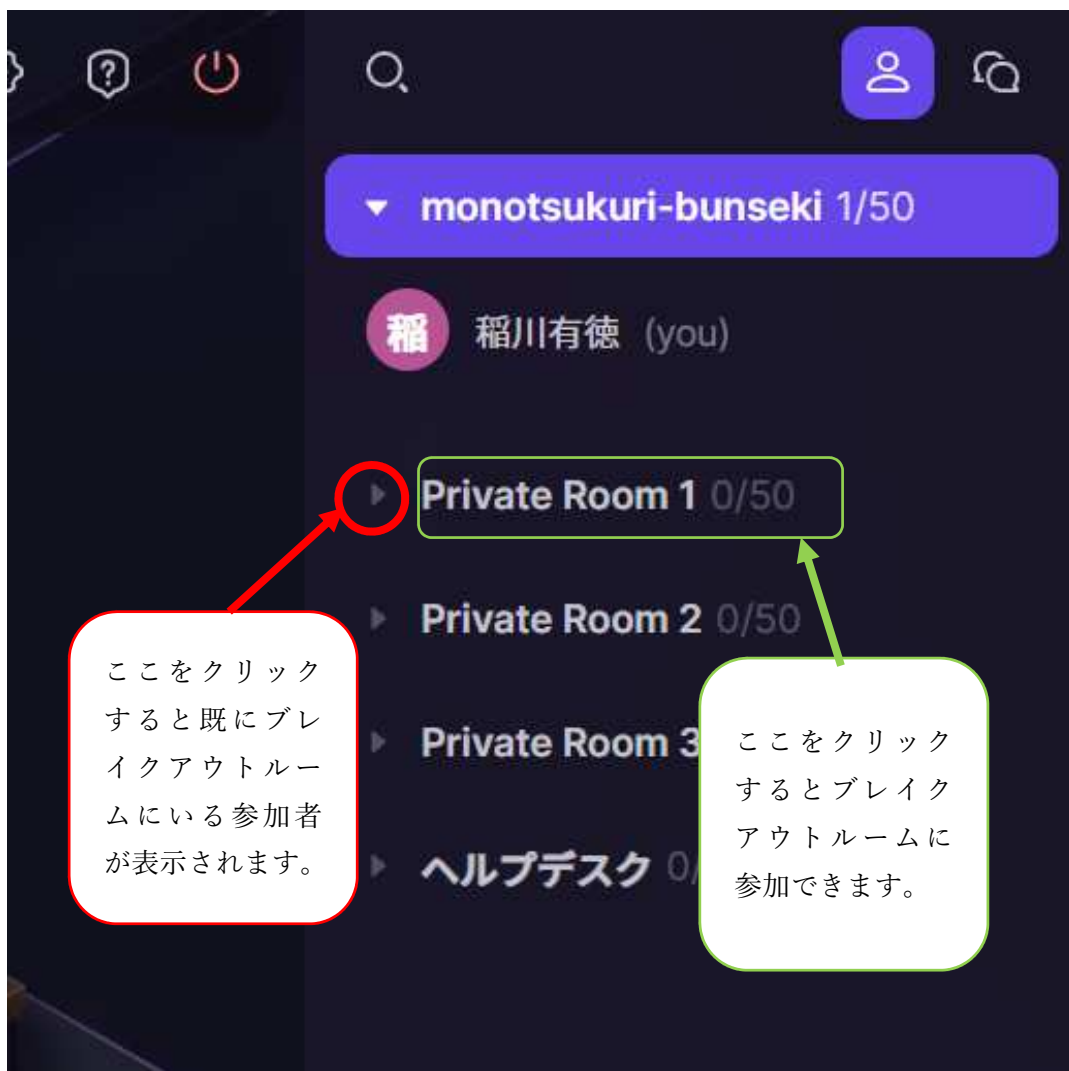 monotsukuri-bunseki 1/50
稲 稲川有徳 (you)
Private Room 1 0/50
Private Room 2 0/50
Private Room 3
ヘルプデスク 0/
ここをクリック
すると既にブレ
イクアウトルー
ムにいる参加者
が表示されます。
ここをクリック
するとブレイク
アウトルームに
参加できます。